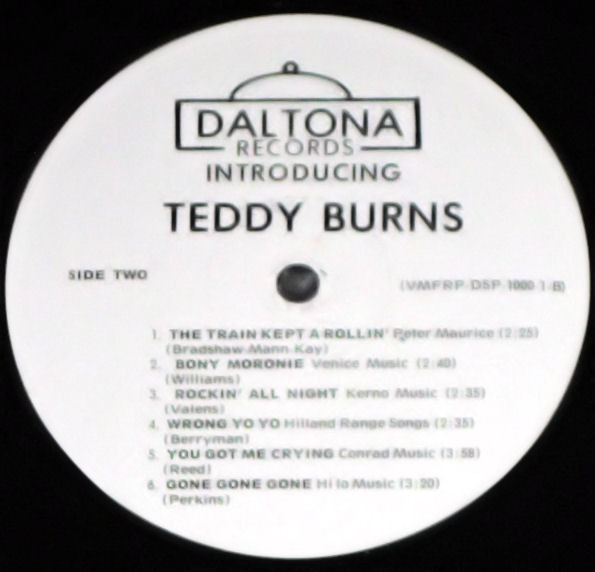 DALTONA
RECORDS
INTRODUCING
TEDDY BURNS
SIDE TWO
(VMFRP-DSP-1000 1-B)
1. THE TRAIN KEPT A ROLLIN' Peter Maurice (2:25)
(Bradshaw-Mann-Kay)
2. BONY MORONIE Venice Music (2:40)
(Williams)
3. ROCKIN' ALL NIGHT Kerno Music (2:35)
(Valens)
4. WRONG YO YO Hilland Range Songs (2:35)
(Berryman)
5. YOU GOT ME CRYING Conrad Music (3:58)
(Reed)
6. GONE GONE GONE Hi lo Music (3:20)
(Perkins)